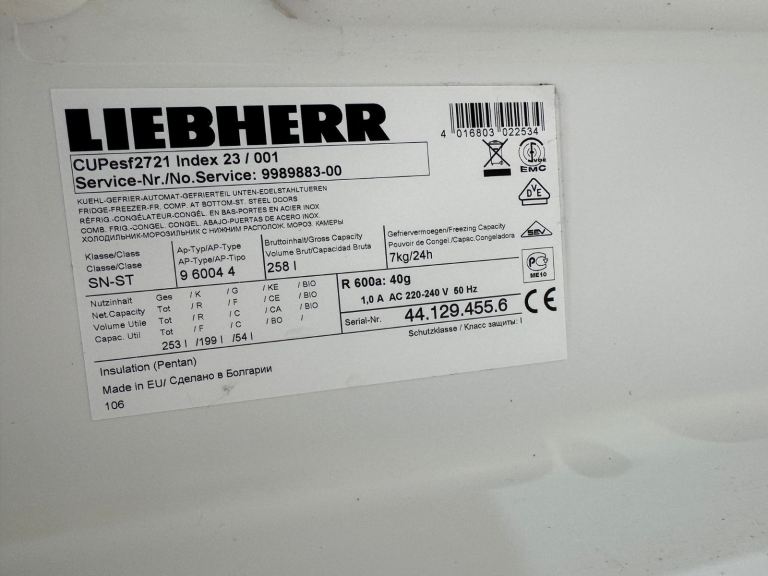 LIEBHERR
4 016803 022534
CUPesf2721 Index 23 / 001
Service-Nr./No.Service: 9989883-00
VDE
EMC
KUEHL-GEFRIER-AUTOMAT-GEFRIERTEIL UNTEN-EDELSTAHLTUEREN
FRIDGE-FREEZER-FR. COMP. AT BOTTOM-ST. STEEL DOORS
RÉFRIG.-CONGÉLATEUR-CONGÉL. EN BAS-PORTES EN ACIER INOX
COMB. FRIG.-CONGEL. CONGEL. ABAJO-PUERTAS DE ACERO INOX.
ХОЛОДИЛЬНИК-МОРОЗИЛЬНИК С НИЖНИМ РАСПОЛОЖ. МОРОЗ. КАМЕРЫ
DVE
SEV
Klasse/Class
Classe/Clase
SN-ST
Ap-Typ/AP-Type
AP-Type/AP-Tipo
9 6004 4
Bruttoinhalt/Gross Capacity
Volume Brut/Capacidad Bruta
258 l
Gefriervermoegen/Freezing Capacity
Pouvoir de Congel./Capac.Congeladora
7kg/24h
PC
ME10
Nutzinhalt Ges / K / G / KE / BIO
Net.Capacity Tot / R / F / CE / BIO
Volume Utile Tot / R / C / CA / BIO
Capac. Util Tot / F / C / BO /
253 l /199 l /54 l
R 600a: 40g
1,0 A AC 220-240 V 50 Hz
Serial-Nr. 44.129.455.6
CE
Schutzklasse / Класс защиты: I
Insulation (Pentan)
Made in EU/ Сделано в Болгарии
106